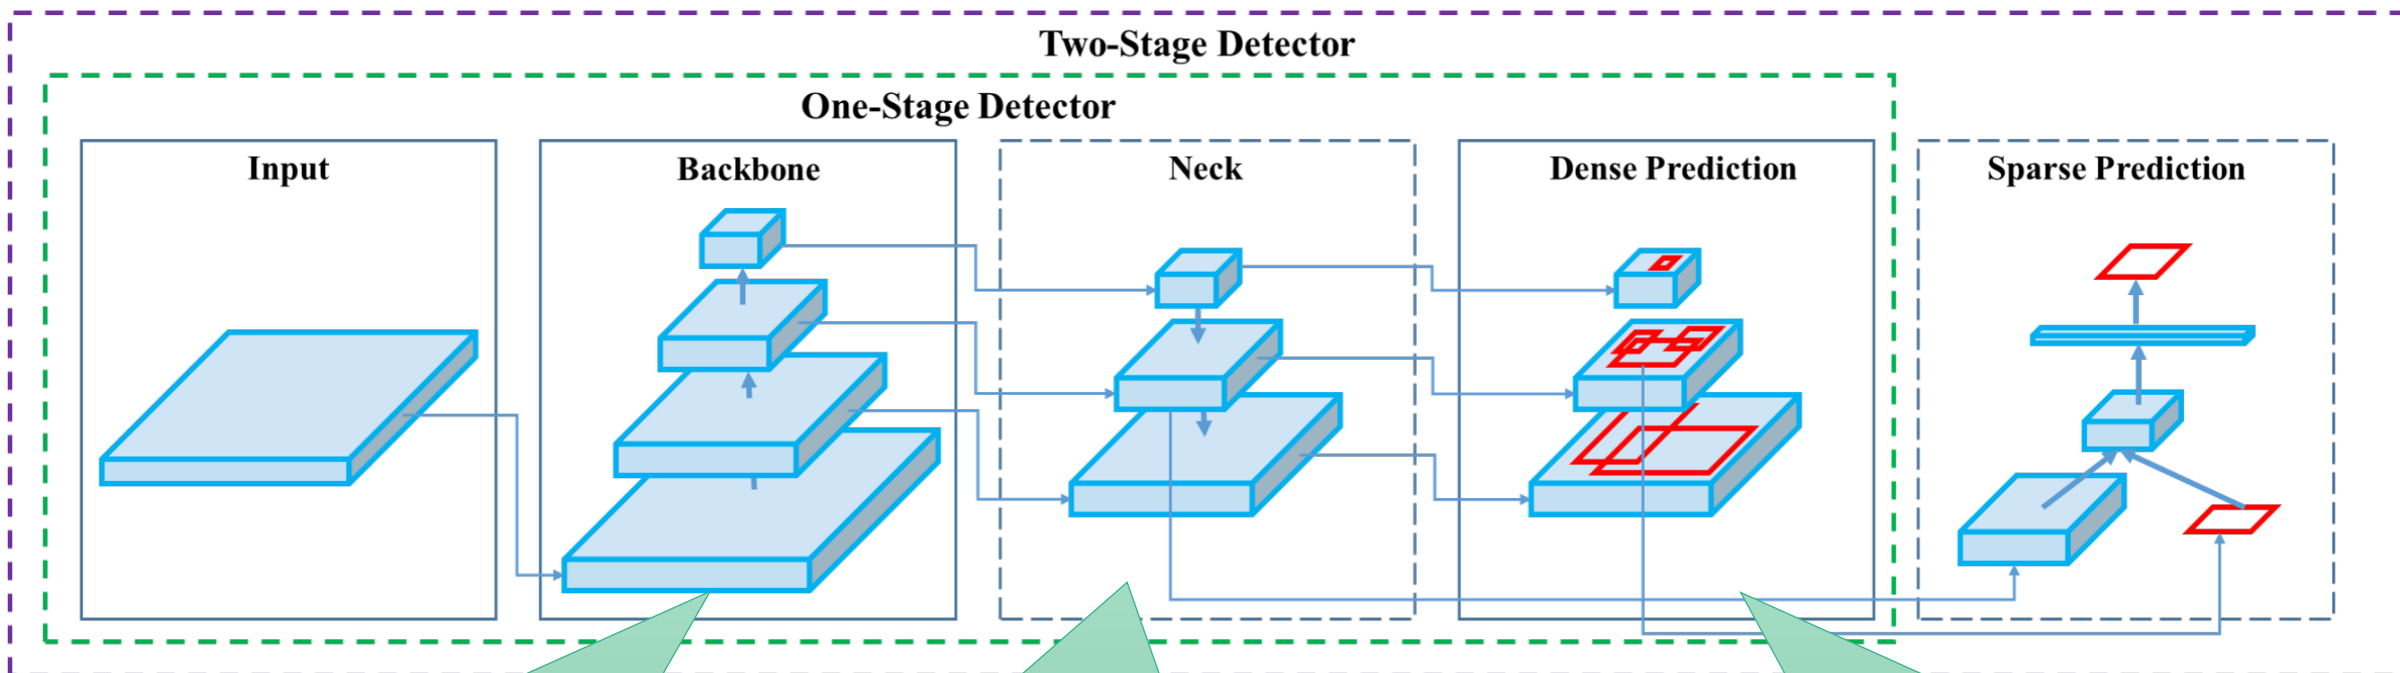 Two-Stage Detector
One-Stage Detector
Input
Backbone
Neck
Dense Prediction
Sparse Prediction